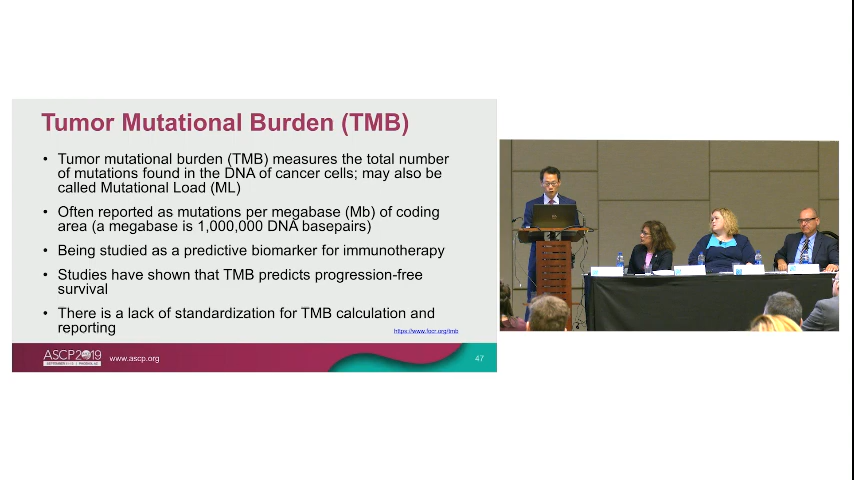 Tumor Mutational Burden (TMB)
• Tumor mutational burden (TMB) measures the total number
of mutations found in the DNA of cancer cells; may also be
called Mutational Load (ML)
• Often reported as mutations per megabase (Mb) of coding
area (a megabase is 1,000,000 DNA basepairs)
• Being studied as a predictive biomarker for immunotherapy
• Studies have shown that TMB predicts progression-free
survival
• There is a lack of standardization for TMB calculation and
reporting
https://www.focr.org/tmb
ASCP2019
www.ascp.org
47